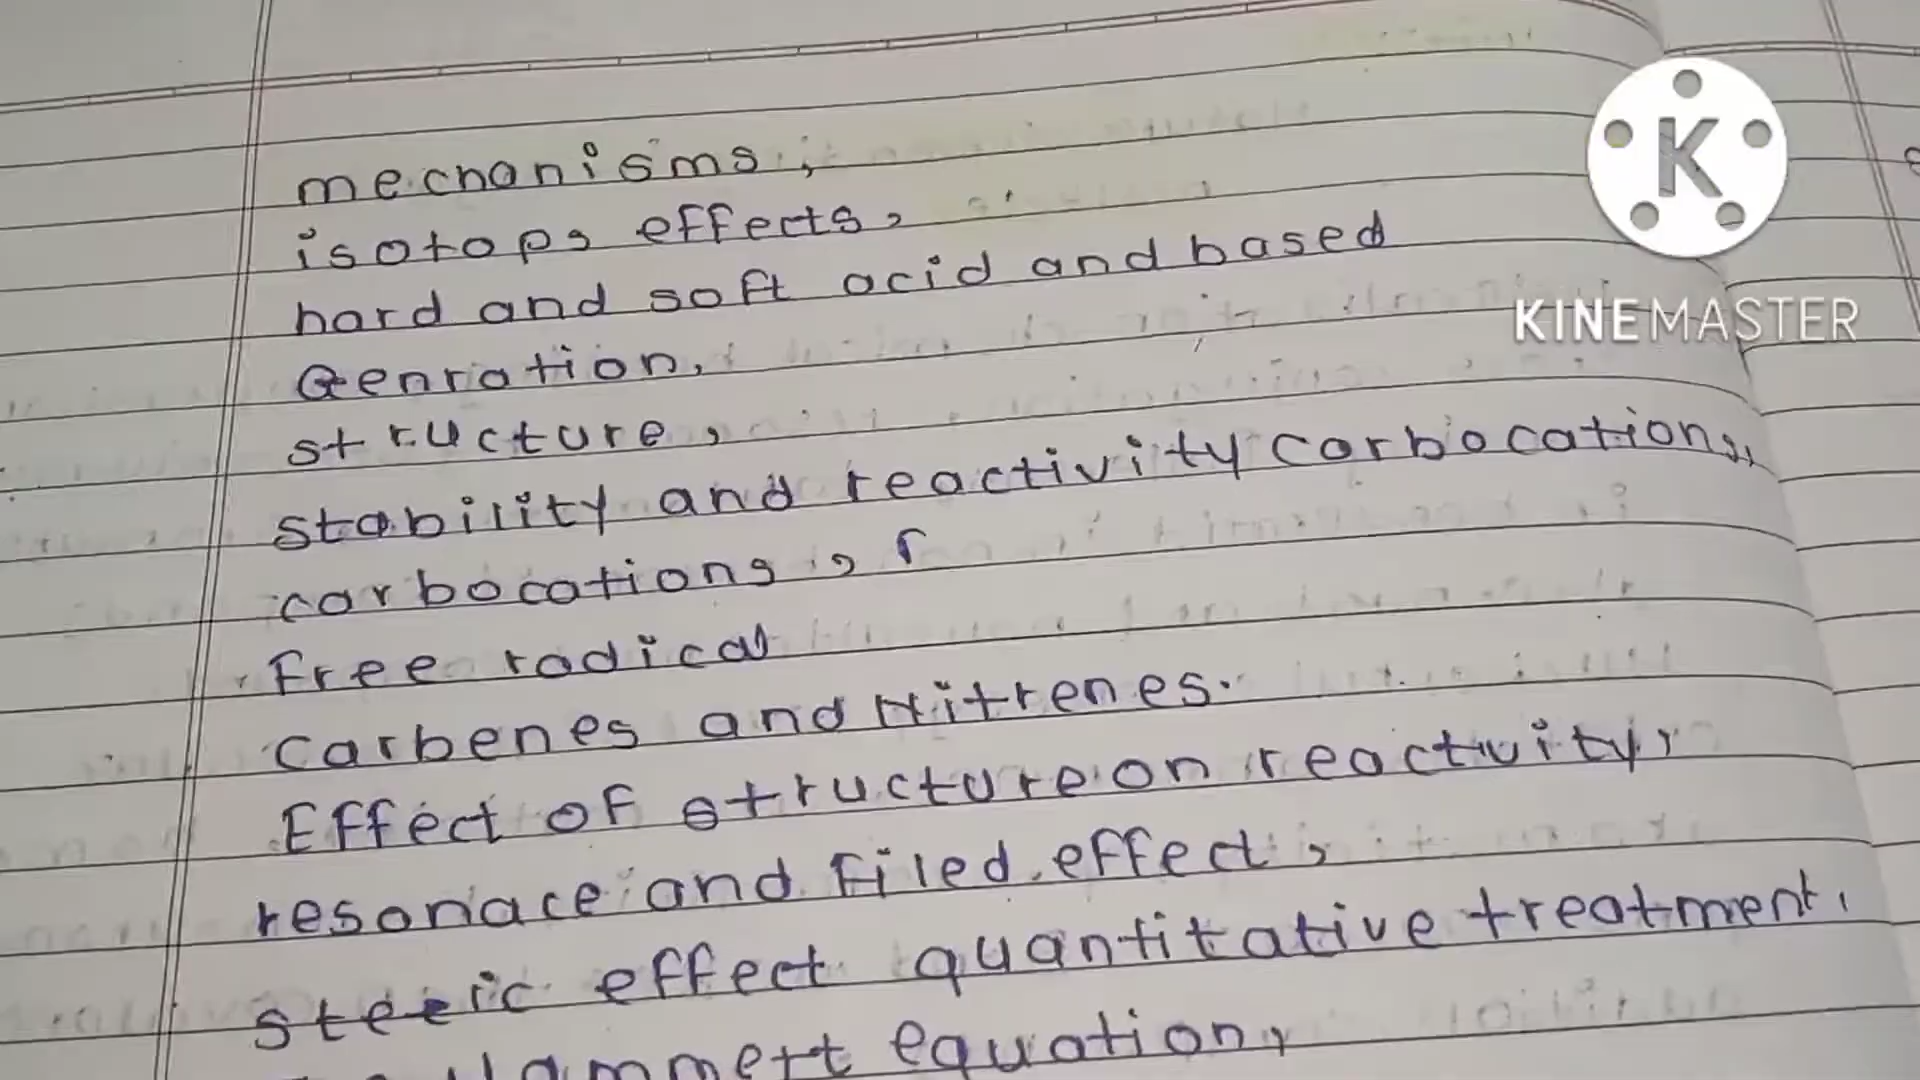 mechanisms,
isotops effects,
hard and soft acid and based
Genration,
structure,
stability and reactivity carbocations,
carbocations, r
Free radical
Carbenes and Nitrenes.
Effect of structure on reactivity,
resonace and filed effect,
steric effect quantitative treatment,
Hammett equation,
K
KINEMASTER